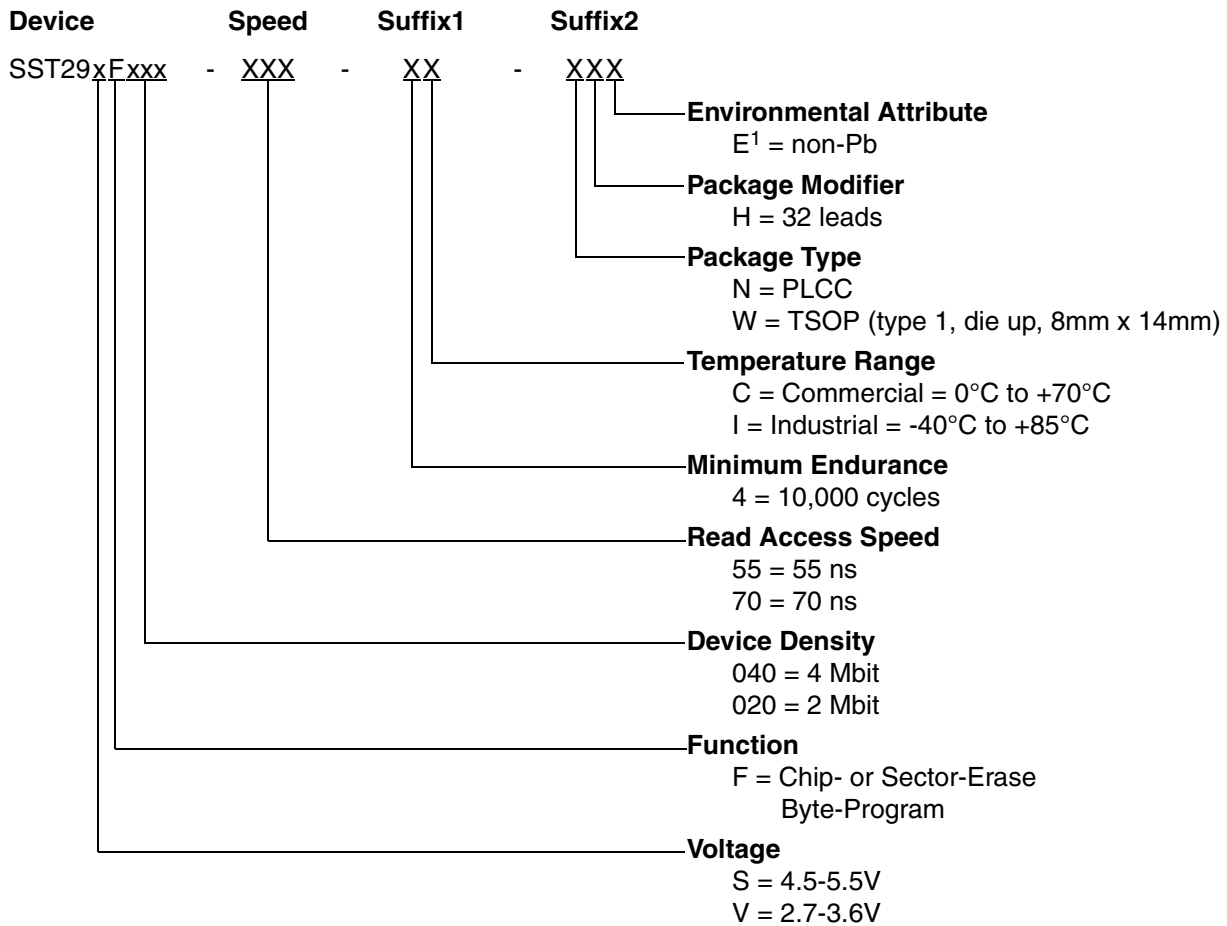 Device Speed Suffix1 Suffix2
SST29xFxxx - XXX - XX - XXX
Environmental Attribute
E1 = non-Pb
Package Modifier
H = 32 leads
Package Type
N = PLCC
W = TSOP (type 1, die up, 8mm x 14mm)
Temperature Range
C = Commercial = 0°C to +70°C
I = Industrial = -40°C to +85°C
Minimum Endurance
4 = 10,000 cycles
Read Access Speed
55 = 55 ns
70 = 70 ns
Device Density
040 = 4 Mbit
020 = 2 Mbit
Function
F = Chip- or Sector-Erase
Byte-Program
Voltage
S = 4.5-5.5V
V = 2.7-3.6V